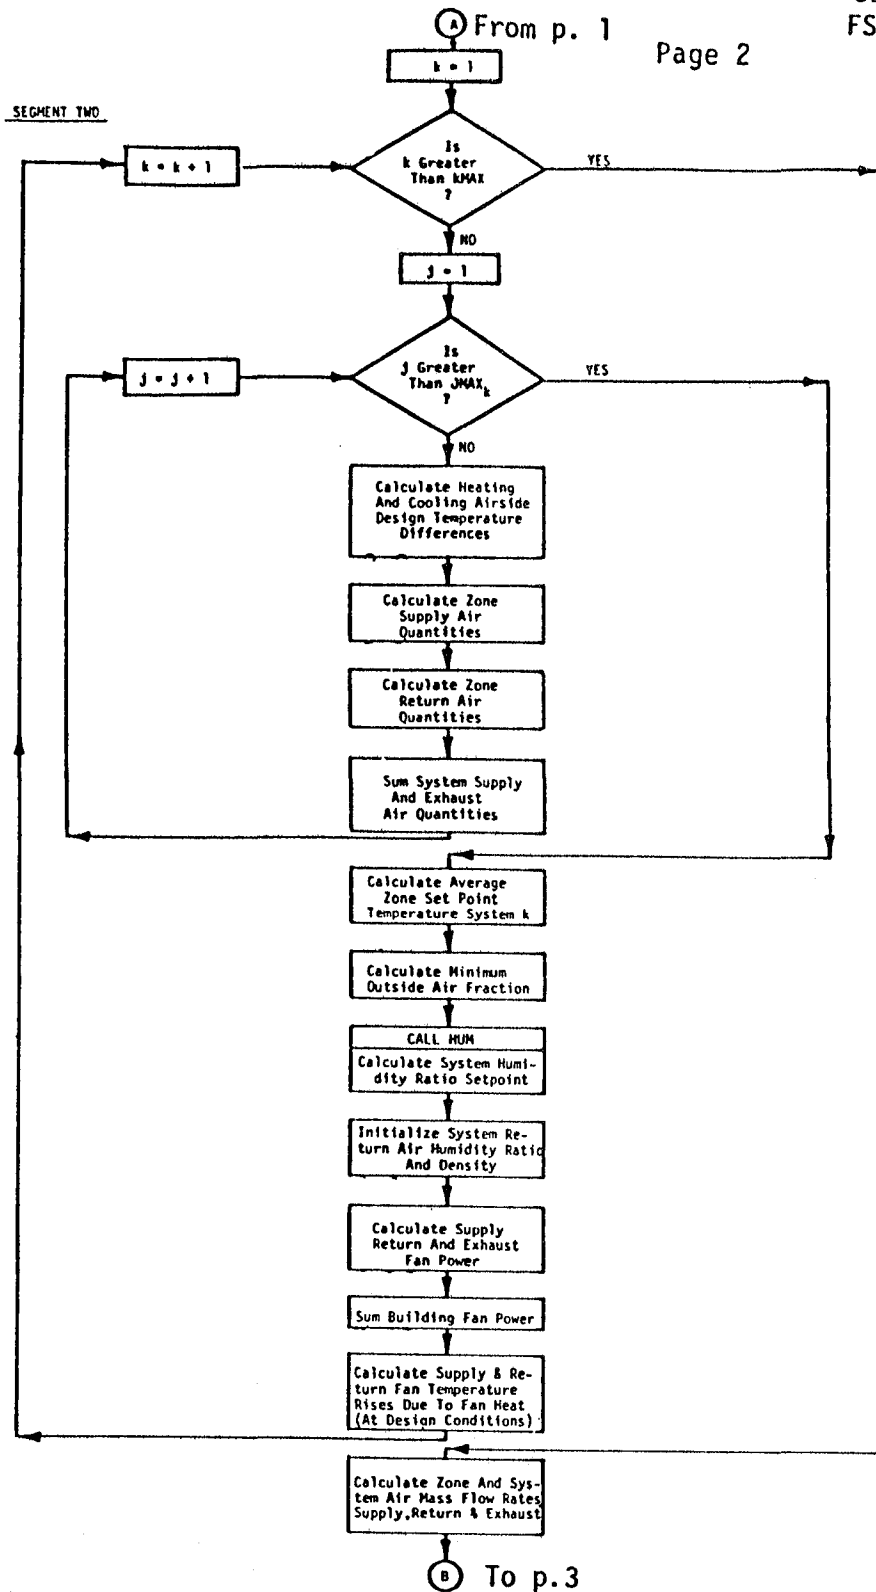 A From p. 1
Page 2
FS
SEGMENT TWO
k = 1
k = k + 1
Is
k Greater
Than kMAX
?
YES
NO
j = 1
j = j + 1
Is
j Greater
Than JMAXk
?
YES
NO
Calculate Heating
And Cooling Airside
Design Temperature
Differences
Calculate Zone
Supply Air
Quantities
Calculate Zone
Return Air
Quantities
Sum System Supply
And Exhaust
Air Quantities
Calculate Average
Zone Set Point
Temperature System k
Calculate Minimum
Outside Air Fraction
CALL HUM
Calculate System Humi-
dity Ratio Setpoint
Initialize System Re-
turn Air Humidity Ratio
And Density
Calculate Supply
Return And Exhaust
Fan Power
Sum Building Fan Power
Calculate Supply & Re-
turn Fan Temperature
Rises Due To Fan Heat
(At Design Conditions)
Calculate Zone And Sys-
tem Air Mass Flow Rates
Supply,Return & Exhaust
B To p.3